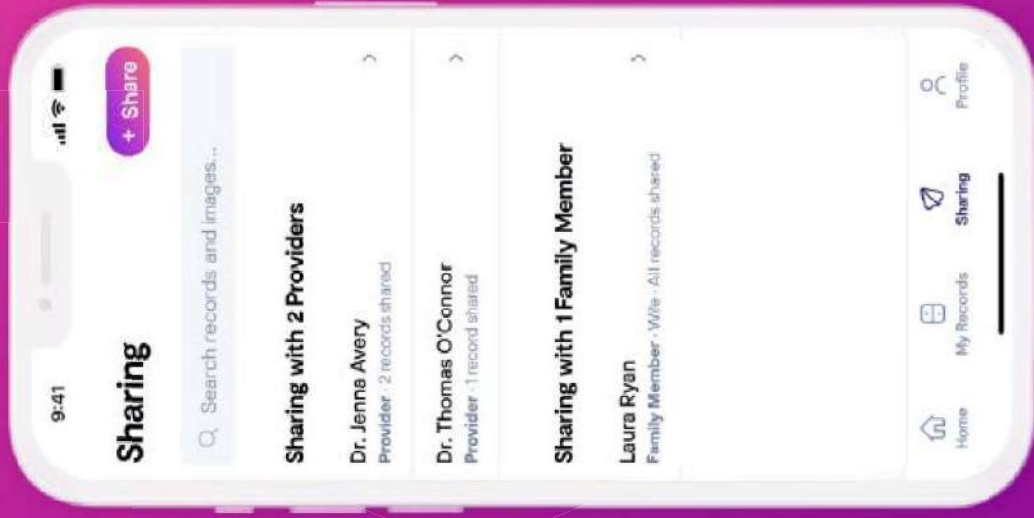 9:41
Sharing
+ Share
Search records and images...
Sharing with 2 Providers
Dr. Jenna Avery
Provider · 2 records shared
Dr. Thomas O'Connor
Provider · 1 record shared
Sharing with 1 Family Member
Laura Ryan
Family Member · Wife · All records shared
Home
My Records
Sharing
Profile